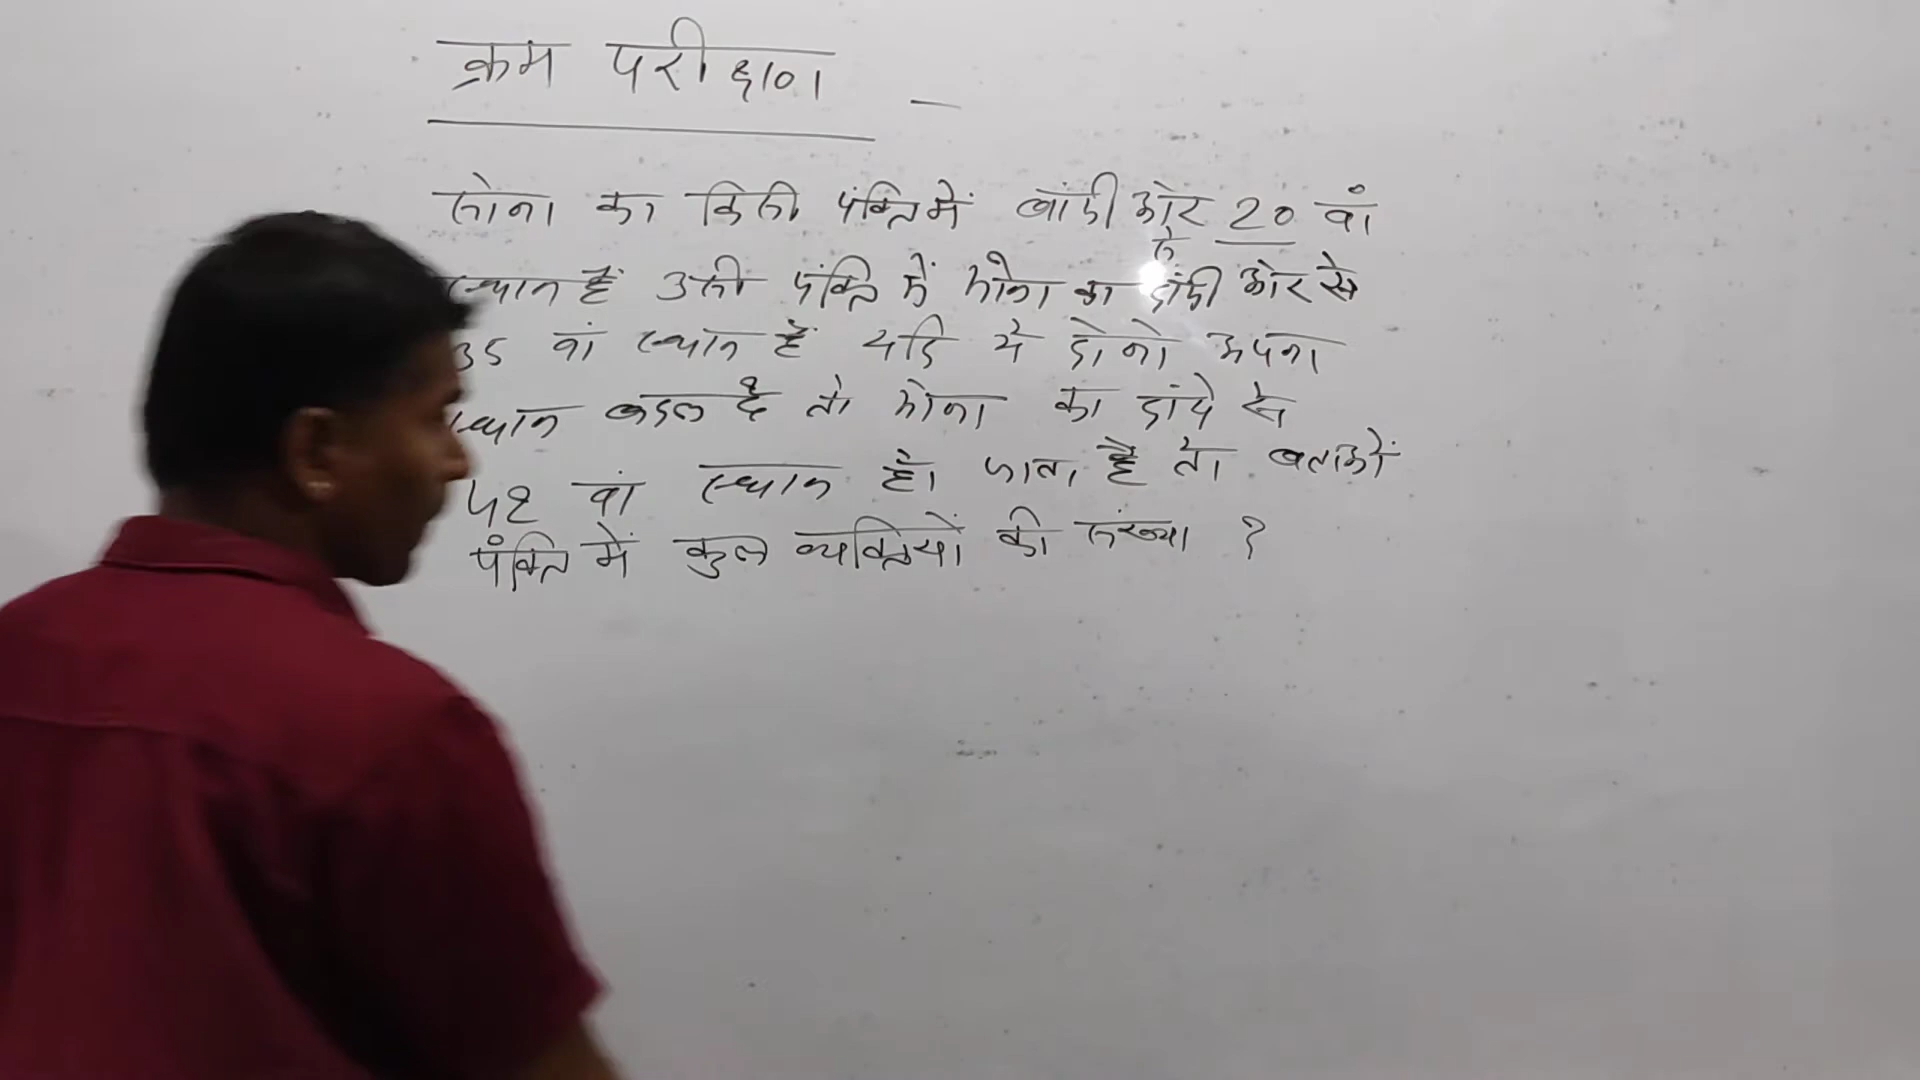 क्रम परीक्षण –
सोना का किसी पंक्ति में बांयी ओर 20 वां
से
स्थान हैं उसी पंक्ति में मोना का दांयी ओर से
35 वां स्थान हैं यदि ये दोनो अपना
स्थान बदल दे तो मोना का दांये से
42 वां स्थान हो जाता है तो बताओं
पंक्ति में कुल व्यक्तियों की संख्या ?